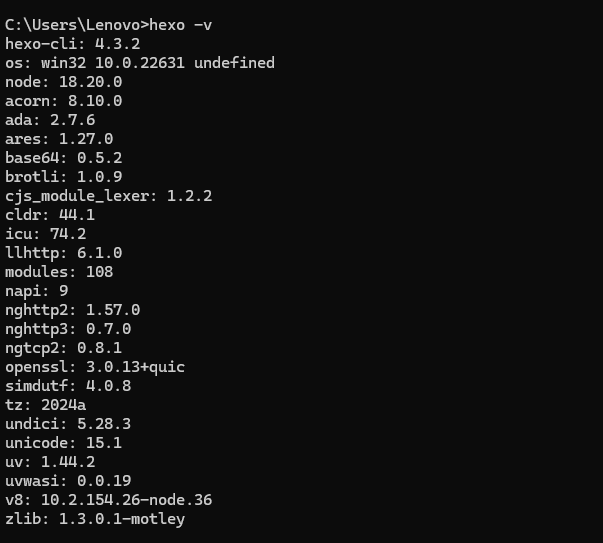 C:\Users\Lenovo>hexo -v
hexo-cli: 4.3.2
os: win32 10.0.22631 undefined
node: 18.20.0
acorn: 8.10.0
ada: 2.7.6
ares: 1.27.0
base64: 0.5.2
brotli: 1.0.9
cjs_module_lexer: 1.2.2
cldr: 44.1
icu: 74.2
llhttp: 6.1.0
modules: 108
napi: 9
nghttp2: 1.57.0
nghttp3: 0.7.0
ngtcp2: 0.8.1
openssl: 3.0.13+quic
simdutf: 4.0.8
tz: 2024a
undici: 5.28.3
unicode: 15.1
uv: 1.44.2
uvwasi: 0.0.19
v8: 10.2.154.26-node.36
zlib: 1.3.0.1-motley